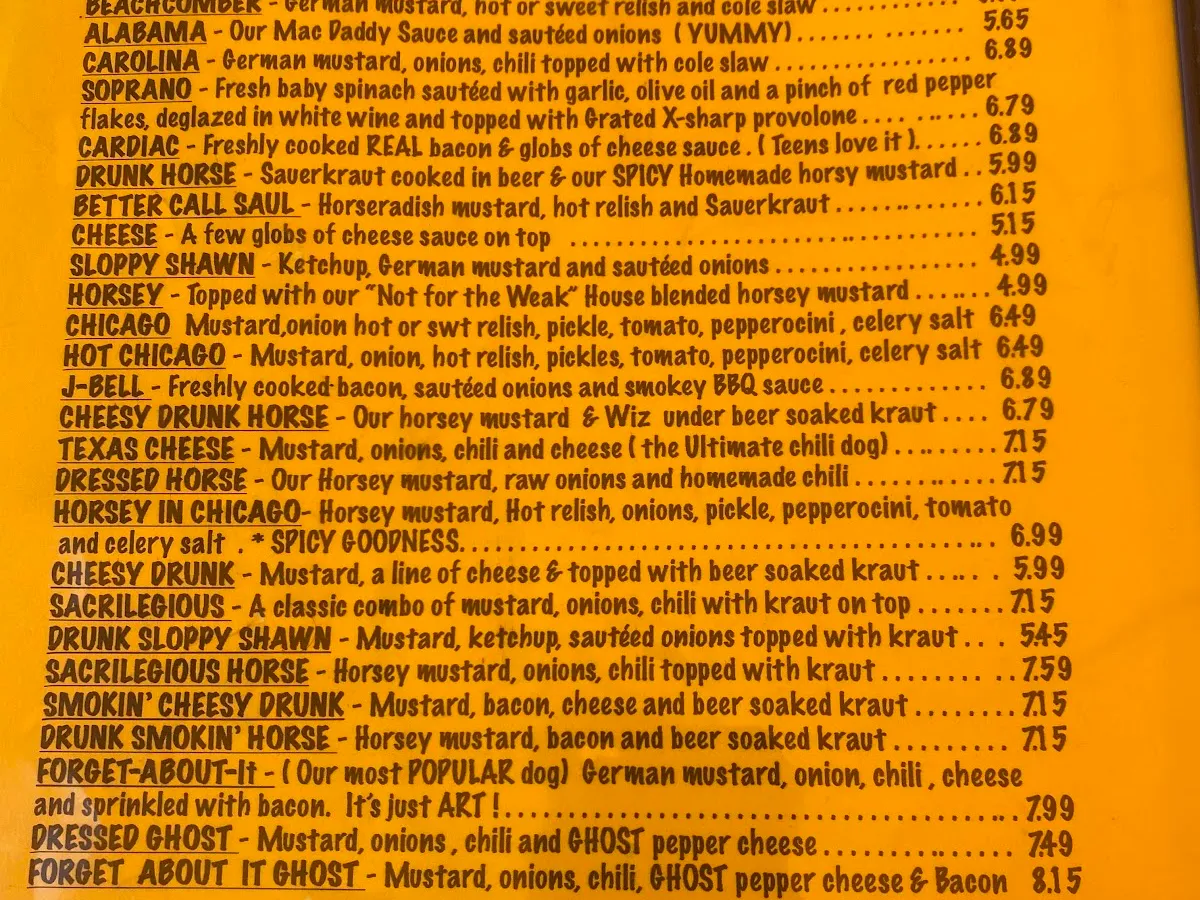 BEACHCOMBER - German mustard, hot or sweet relish and cole slaw ............
ALABAMA - Our Mac Daddy Sauce and sautéed onions ( YUMMY)..... ........ 5.65
CAROLINA - German mustard, onions, chili topped with cole slaw ................. 6.89
SOPRANO - Fresh baby spinach sautéed with garlic, olive oil and a pinch of red pepper
flakes, deglazed in white wine and topped with Grated X-sharp provolone.... ...... 6.79
CARDIAC - Freshly cooked REAL bacon & globs of cheese sauce . ( Teens love it )...... 6.89
DRUNK HORSE - Sauerkraut cooked in beer & our SPICY Homemade horsy mustard .. 5.99
BETTER CALL SAUL - Horseradish mustard, hot relish and Sauerkraut .............. 6.15
CHEESE - A few globs of cheese sauce on top ................................. 5.15
SLOPPY SHAWN - Ketchup, German mustard and sautéed onions ................. 4.99
HORSEY - Topped with our "Not for the Weak" House blended horsey mustard ....... 4.99
CHICAGO Mustard,onion hot or swt relish, pickle, tomato, pepperocini , celery salt 6.49
HOT CHICAGO - Mustard, onion, hot relish, pickles, tomato, pepperocini, celery salt 6.49
J-BELL - Freshly cooked bacon, sautéed onions and smokey BBQ sauce ............. 6.89
CHEESY DRUNK HORSE - Our horsey mustard & Wiz under beer soaked kraut .... 6.79
TEXAS CHEESE - Mustard, onions, chili and cheese ( the Ultimate chili dog) .......... 7.15
DRESSED HORSE - Our Horsey mustard, raw onions and homemade chili ............. 7.15
HORSEY IN CHICAGO- Horsey mustard, Hot relish, onions, pickle, pepperocini, tomato
and celery salt . * SPICY GOODNESS............................................ 6.99
CHEESY DRUNK - Mustard, a line of cheese & topped with beer soaked kraut ..... . 5.99
SACRILEGIOUS - A classic combo of mustard, onions, chili with kraut on top ....... 7.15
DRUNK SLOPPY SHAWN - Mustard, ketchup, sautéed onions topped with kraut . . . 5.45
SACRILEGIOUS HORSE - Horsey mustard, onions, chili topped with kraut ........ .. 7.59
SMOKIN' CHEESY DRUNK - Mustard, bacon, cheese and beer soaked kraut ........ 7.15
DRUNK SMOKIN' HORSE - Horsey mustard, bacon and beer soaked kraut ......... 7.15
FORGET-ABOUT-It - ( Our most POPULAR dog) German mustard, onion, chili , cheese
and sprinkled with bacon. It's just ART !.......................................... 7.99
DRESSED GHOST - Mustard, onions , chili and GHOST pepper cheese ............... 7.49
FORGET ABOUT IT GHOST - Mustard, onions, chili, GHOST pepper cheese & Bacon 8.15